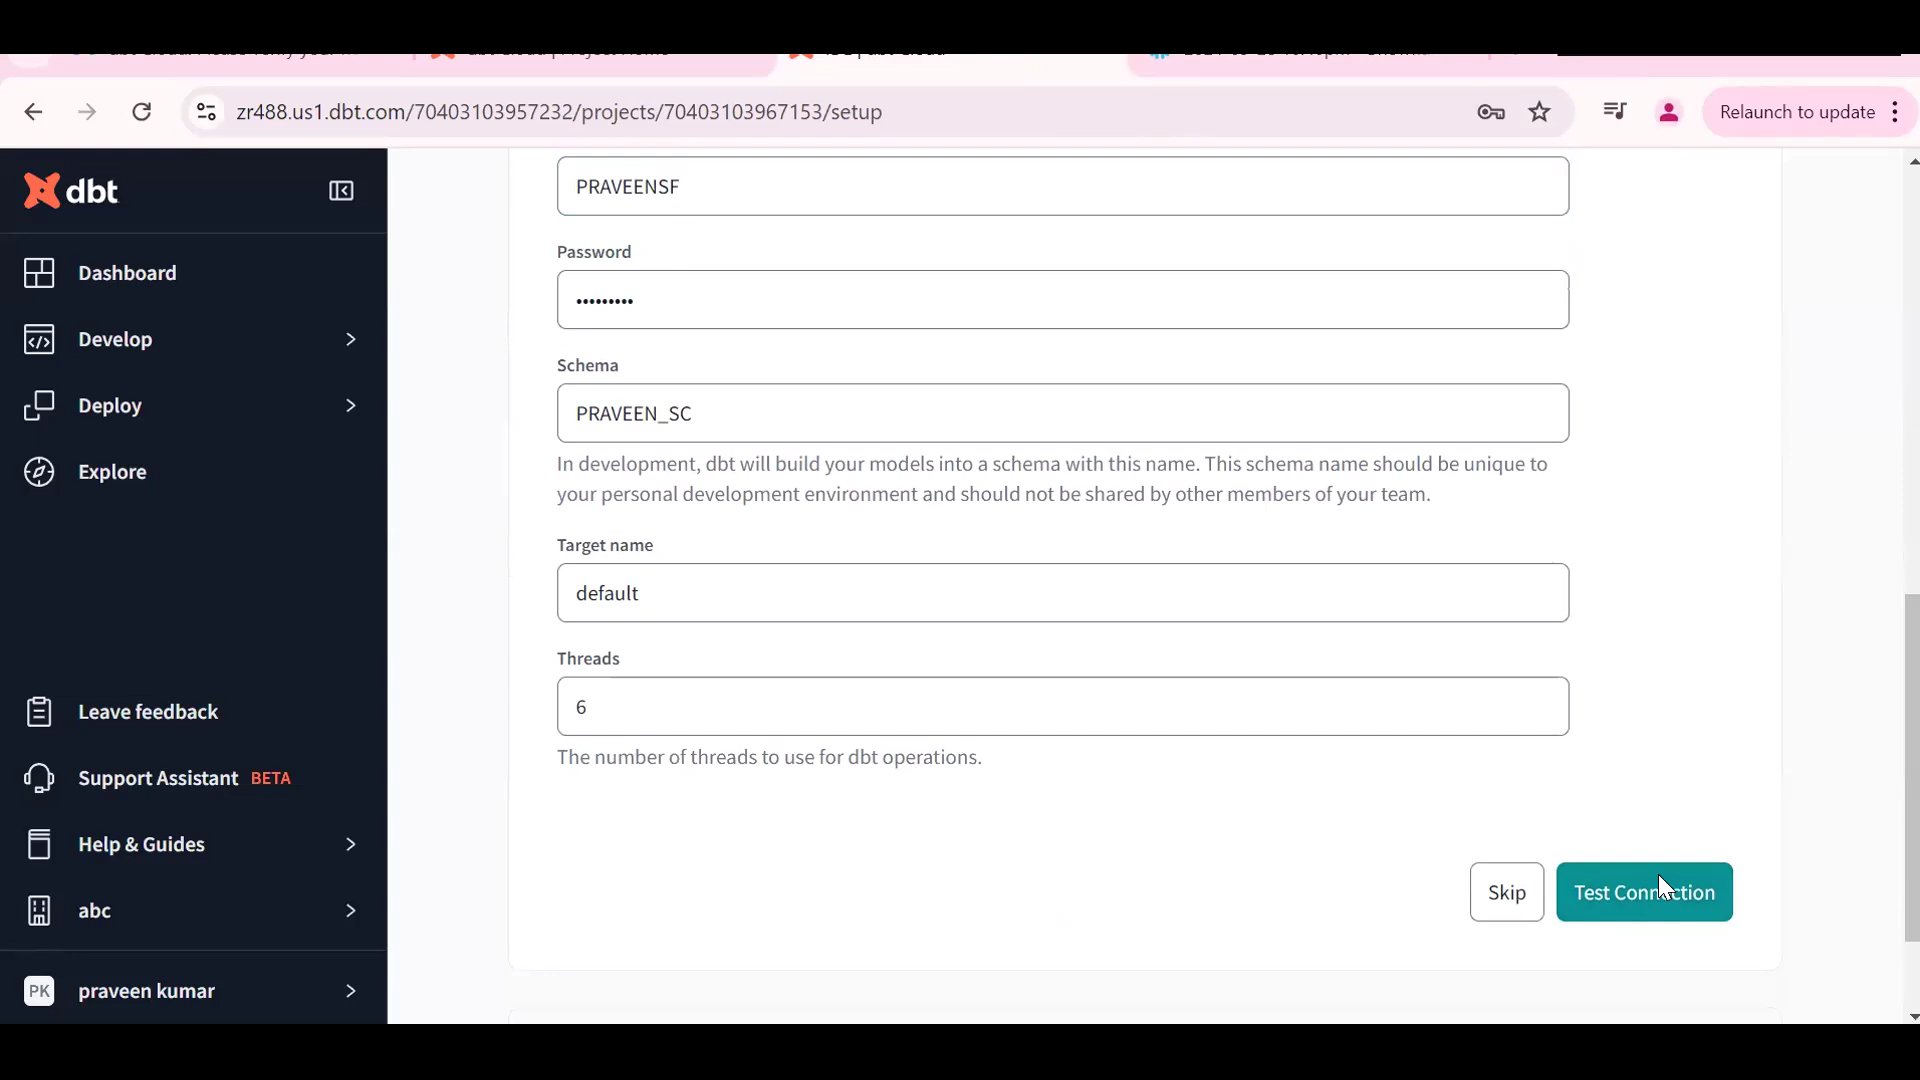 zr488.us1.dbt.com/70403103957232/projects/70403103967153/setup
Relaunch to update
dbt
Dashboard
Develop
Deploy
Explore
Leave feedback
Support Assistant BETA
Help & Guides
abc
PK praveen kumar
PRAVEENSF
Password
•••••••••
Schema
PRAVEEN_SC
In development, dbt will build your models into a schema with this name. This schema name should be unique to
your personal development environment and should not be shared by other members of your team.
Target name
default
Threads
6
The number of threads to use for dbt operations.
Skip
Test Connection